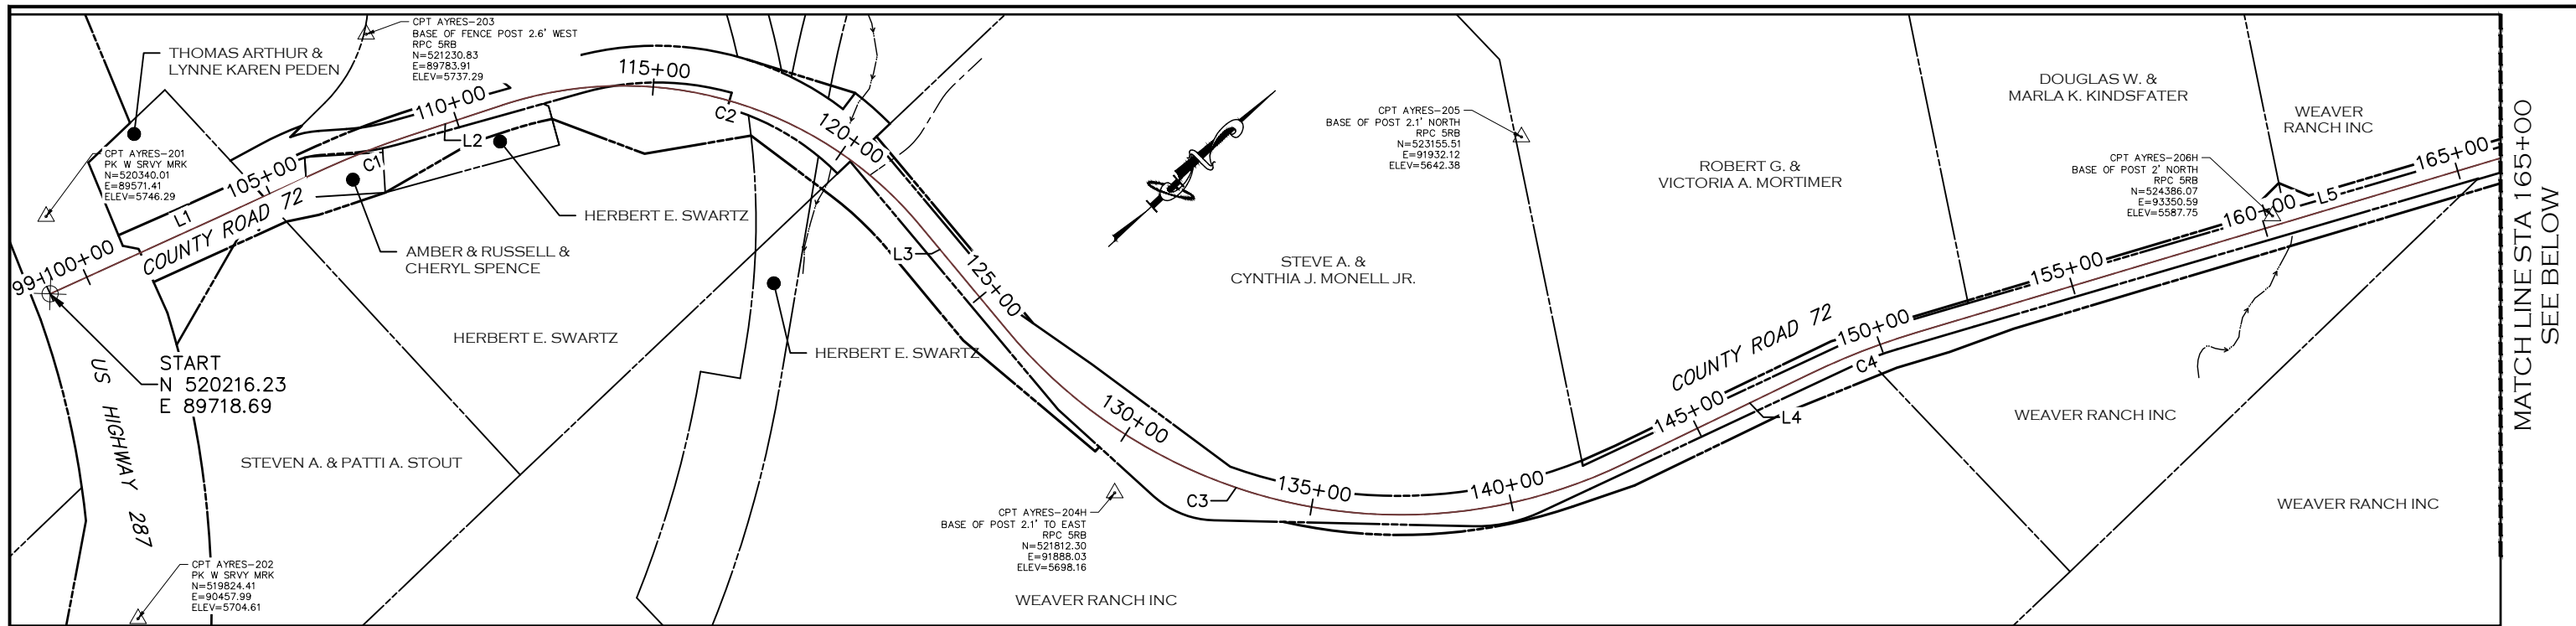 THOMAS ARTHUR &
LYNNE KAREN PEDEN
CPT AYRES-203
BASE OF FENCE POST 2.6' WEST
RPC 5RB
N=521230.83
E=89783.91
ELEV=5737.29
CPT AYRES-201
PK W SRVY MRK
N=520340.01
E=89571.41
ELEV=5746.29
99+
100+00
L1
COUNTY ROAD 72
105+00
C1
110+00
L2
115+00
C2
120+00
HERBERT E. SWARTZ
AMBER & RUSSELL &
CHERYL SPENCE
L3
125+00
HERBERT E. SWARTZ
HERBERT E. SWARTZ
START
N 520216.23
E 89718.69
US HIGHWAY 287
STEVEN A. & PATTI A. STOUT
CPT AYRES-202
PK W SRVY MRK
N=519824.41
E=90457.99
ELEV=5704.61
130+00
C3
135+00
140+00
CPT AYRES-204H
BASE OF POST 2.1' TO EAST
RPC 5RB
N=521812.30
E=91888.03
ELEV=5698.16
WEAVER RANCH INC
STEVE A. &
CYNTHIA J. MONELL JR.
CPT AYRES-205
BASE OF POST 2.1' NORTH
RPC 5RB
N=523155.51
E=91932.12
ELEV=5642.38
ROBERT G. &
VICTORIA A. MORTIMER
COUNTY ROAD 72
145+00
L4
150+00
C4
155+00
160+00
L5
165+00
DOUGLAS W. &
MARLA K. KINDSFATER
WEAVER
RANCH INC
CPT AYRES-206H
BASE OF POST 2' NORTH
RPC 5RB
N=524386.07
E=93350.59
ELEV=5587.75
WEAVER RANCH INC
WEAVER RANCH INC
MATCH LINE STA 165+00
SEE BELOW